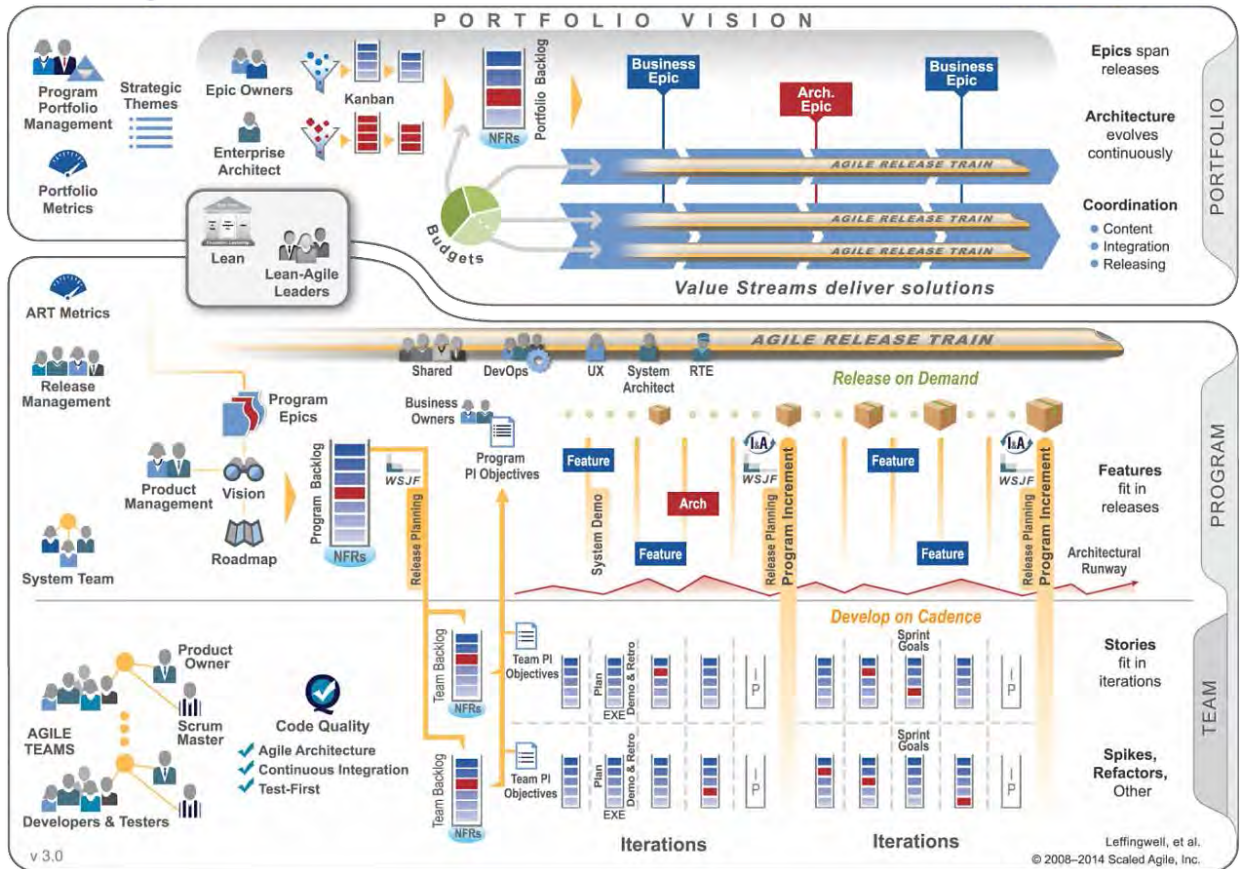 PORTFOLIO VISION
Program
Portfolio
Management
Strategic
Themes
Portfolio
Metrics
Epic Owners
Kanban
Enterprise
Architect
Portfolio Backlog
NFRs
Business
Epic
Arch.
Epic
Business
Epic
AGILE RELEASE TRAIN
AGILE RELEASE TRAIN
AGILE RELEASE TRAIN
Budgets
Value Streams deliver solutions
Epics span
releases
Architecture
evolves
continuously
Coordination
Content
Integration
Releasing
PORTFOLIO
Lean
Lean-Agile
Leaders
ART Metrics
Release
Management
AGILE RELEASE TRAIN
Shared
DevOps
UX
System
Architect
RTE
Release on Demand
Program
Epics
Business
Owners
Program
PI Objectives
Product
Management
Vision
Roadmap
System Team
Program Backlog
NFRs
WSJF
Release Planning
Feature
System Demo
Feature
Arch
I&A
WSJF
Release Planning
Program Increment
Feature
Feature
I&A
WSJF
Release Planning
Program Increment
Features
fit in
releases
Architectural
Runway
PROGRAM
Develop on Cadence
Product
Owner
Scrum
Master
AGILE
TEAMS
Developers & Testers
Code Quality
Agile Architecture
Continuous Integration
Test-First
Team Backlog
NFRs
Team PI
Objectives
Plan
EXE
Demo & Retro
I
P
Sprint
Goals
I
P
Stories
fit in
iterations
Team Backlog
NFRs
Team PI
Objectives
Plan
EXE
Demo & Retro
I
P
Sprint
Goals
I
P
Spikes,
Refactors,
Other
TEAM
Iterations
Iterations
v 3.0
Leffingwell, et al.
© 2008–2014 Scaled Agile, Inc.